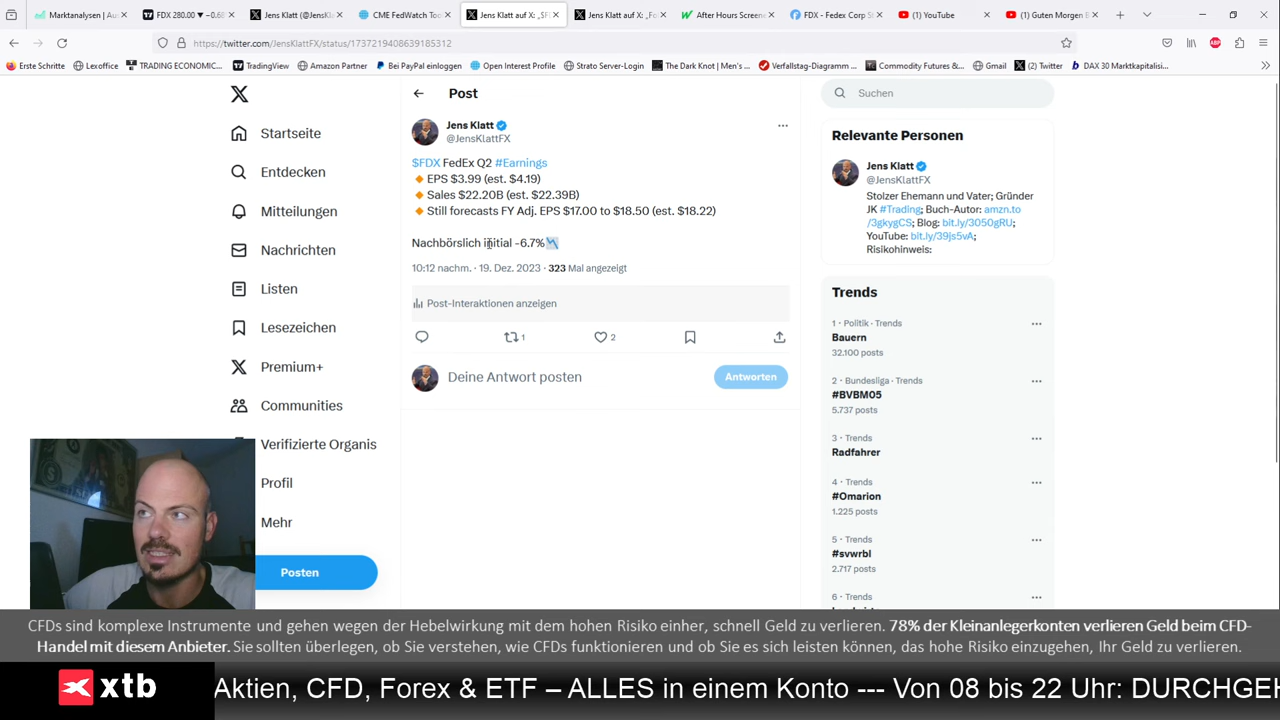 Marktanalysen | Aus
FDX 280.00 ▼ −0.68
Jens Klatt (@JensKla
CME FedWatch Too
Jens Klatt auf X: „$F
Jens Klatt auf X: „Fo
After Hours Screene
FDX - Fedex Corp S
(1) YouTube
(1) Guten Morgen B
https://twitter.com/JensKlattFX/status/1737219408639185312
Erste Schritte
Lexoffice
TRADING ECONOMIC...
TradingView
Amazon Partner
Bei PayPal einloggen
Open Interest Profile
Strato Server-Login
The Dark Knot | Men's ...
Verfallstag-Diagramm ...
Commodity Futures &...
Gmail
(2) Twitter
DAX 30 Marktkapitalisi...
Startseite
Entdecken
Mitteilungen
Nachrichten
Listen
Lesezeichen
Premium+
Communities
Verifizierte Organis
Profil
Mehr
Posten
Post
Jens Klatt
@JensKlattFX
$FDX FedEx Q2 #Earnings
EPS $3.99 (est. $4.19)
Sales $22.20B (est. $22.39B)
Still forecasts FY Adj. EPS $17.00 to $18.50 (est. $18.22)
Nachbörslich initial -6.7%
10:12 nachm. · 19. Dez. 2023 · 323 Mal angezeigt
Post-Interaktionen anzeigen
1
2
Deine Antwort posten
Antworten
Suchen
Relevante Personen
Jens Klatt
@JensKlattFX
Stolzer Ehemann und Vater; Gründer
JK #Trading; Buch-Autor: amzn.to
/3gkygCS; Blog: bit.ly/3050gRU;
YouTube: bit.ly/39js5vA;
Risikohinweis:
Trends
1 · Politik · Trends
Bauern
32.100 posts
2 · Bundesliga · Trends
#BVBM05
5.737 posts
3 · Trends
Radfahrer
4 · Trends
#Omarion
1.225 posts
5 · Trends
#svwrbl
2.717 posts
6 · Trends
CFDs sind komplexe Instrumente und gehen wegen der Hebelwirkung mit dem hohen Risiko einher, schnell Geld zu verlieren. 78% der Kleinanlegerkonten verlieren Geld beim CFD-
Handel mit diesem Anbieter. Sie sollten überlegen, ob Sie verstehen, wie CFDs funktionieren und ob Sie es sich leisten können, das hohe Risiko einzugehen, Ihr Geld zu verlieren.
xtb
Aktien, CFD, Forex & ETF – ALLES in einem Konto --- Von 08 bis 22 Uhr: DURCHGEH